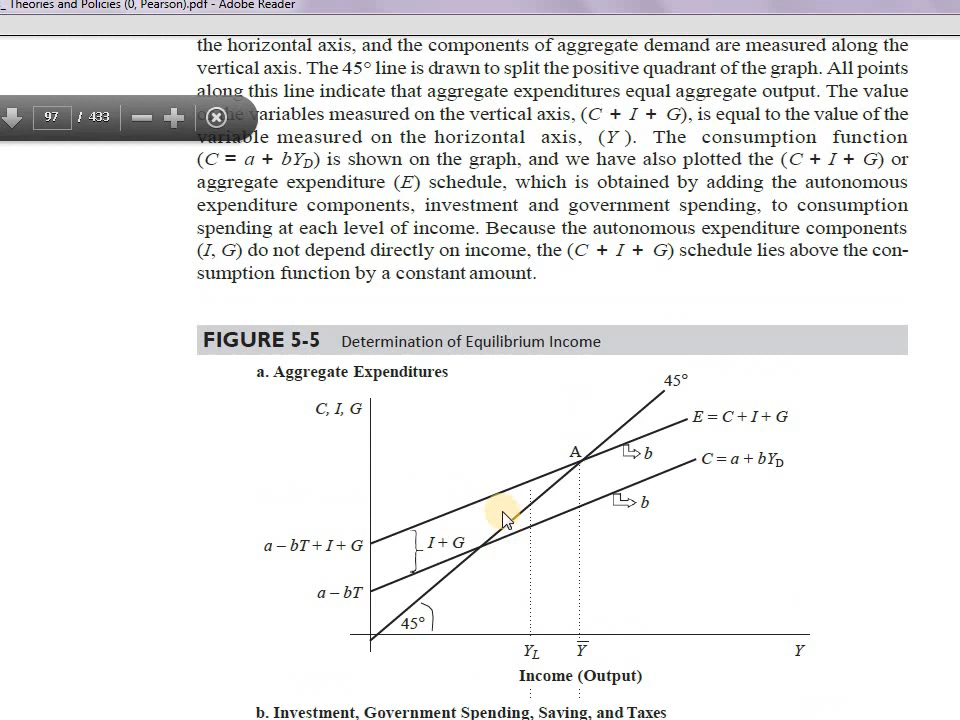 _ Theories and Policies (0, Pearson).pdf - Adobe Reader
the horizontal axis, and the components of aggregate demand are measured along the
vertical axis. The 45° line is drawn to split the positive quadrant of the graph. All points
along this line indicate that aggregate expenditures equal aggregate output. The value
variables measured on the vertical axis, (C + I + G), is equal to the value of the
variable measured on the horizontal axis, (Y ). The consumption function
(C = a + bY_D) is shown on the graph, and we have also plotted the (C + I + G) or
aggregate expenditure (E) schedule, which is obtained by adding the autonomous
expenditure components, investment and government spending, to consumption
spending at each level of income. Because the autonomous expenditure components
(I, G) do not depend directly on income, the (C + I + G) schedule lies above the con-
sumption function by a constant amount.
97 / 433
FIGURE 5-5 Determination of Equilibrium Income
a. Aggregate Expenditures
45°
C, I, G
E = C + I + G
A
b
C = a + bY_D
b
a − bT + I + G
I + G
a − bT
45°
Y_L
Y̅
Y
Income (Output)
b. Investment, Government Spending, Saving, and Taxes